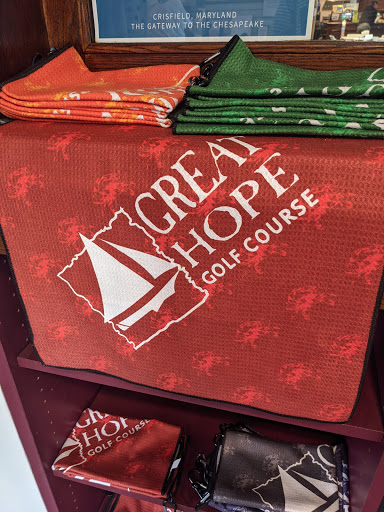 CRISFIELD, MARYLAND
THE GATEWAY TO THE CHESAPEAKE
GREAT
HOPE
GOLF COURSE
GREAT
HOPE
GOLF COURSE